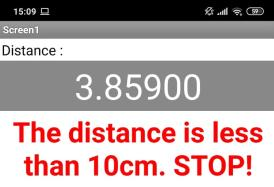 15:09 59
Screen1
Distance :
3.85900
The distance is less
than 10cm. STOP!